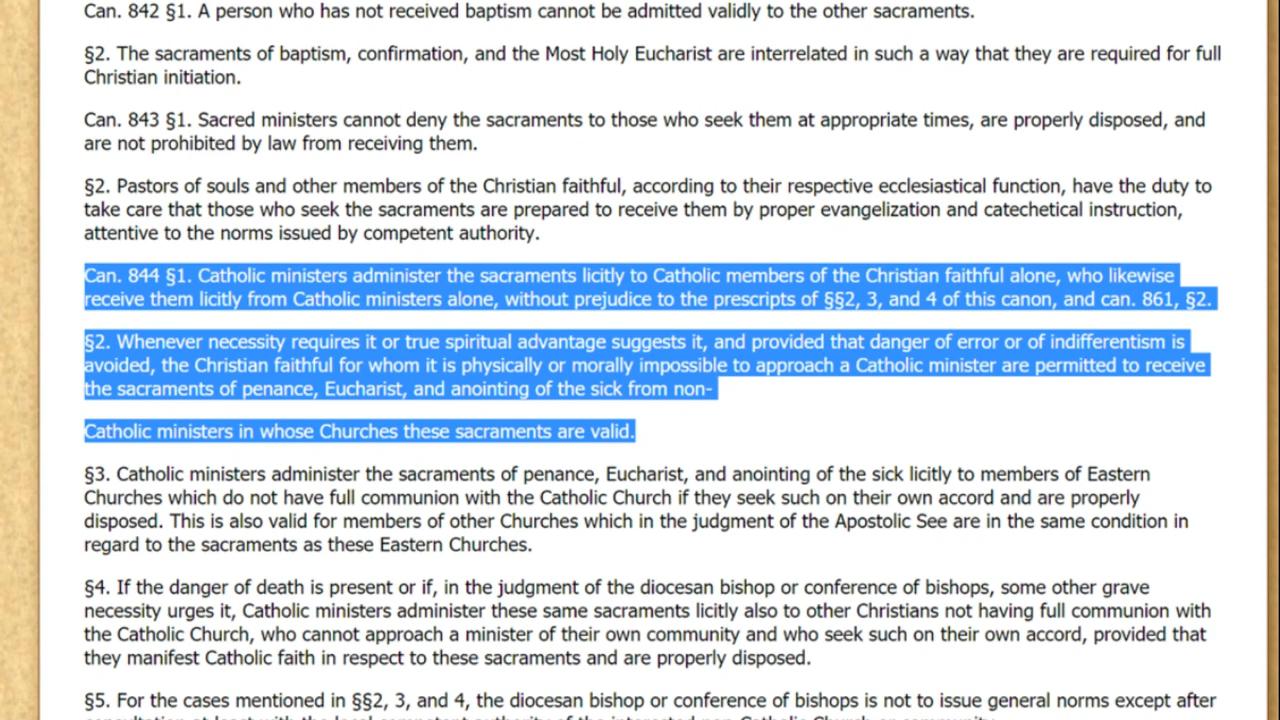 Can. 842 §1. A person who has not received baptism cannot be admitted validly to the other sacraments.
§2. The sacraments of baptism, confirmation, and the Most Holy Eucharist are interrelated in such a way that they are required for full
Christian initiation.
Can. 843 §1. Sacred ministers cannot deny the sacraments to those who seek them at appropriate times, are properly disposed, and
are not prohibited by law from receiving them.
§2. Pastors of souls and other members of the Christian faithful, according to their respective ecclesiastical function, have the duty to
take care that those who seek the sacraments are prepared to receive them by proper evangelization and catechetical instruction,
attentive to the norms issued by competent authority.
Can. 844 §1. Catholic ministers administer the sacraments licitly to Catholic members of the Christian faithful alone, who likewise
receive them licitly from Catholic ministers alone, without prejudice to the prescripts of §§2, 3, and 4 of this canon, and can. 861, §2.
§2. Whenever necessity requires it or true spiritual advantage suggests it, and provided that danger of error or of indifferentism is
avoided, the Christian faithful for whom it is physically or morally impossible to approach a Catholic minister are permitted to receive
the sacraments of penance, Eucharist, and anointing of the sick from non-
Catholic ministers in whose Churches these sacraments are valid.
§3. Catholic ministers administer the sacraments of penance, Eucharist, and anointing of the sick licitly to members of Eastern
Churches which do not have full communion with the Catholic Church if they seek such on their own accord and are properly
disposed. This is also valid for members of other Churches which in the judgment of the Apostolic See are in the same condition in
regard to the sacraments as these Eastern Churches.
§4. If the danger of death is present or if, in the judgment of the diocesan bishop or conference of bishops, some other grave
necessity urges it, Catholic ministers administer these same sacraments licitly also to other Christians not having full communion with
the Catholic Church, who cannot approach a minister of their own community and who seek such on their own accord, provided that
they manifest Catholic faith in respect to these sacraments and are properly disposed.
§5. For the cases mentioned in §§2, 3, and 4, the diocesan bishop or conference of bishops is not to issue general norms except after